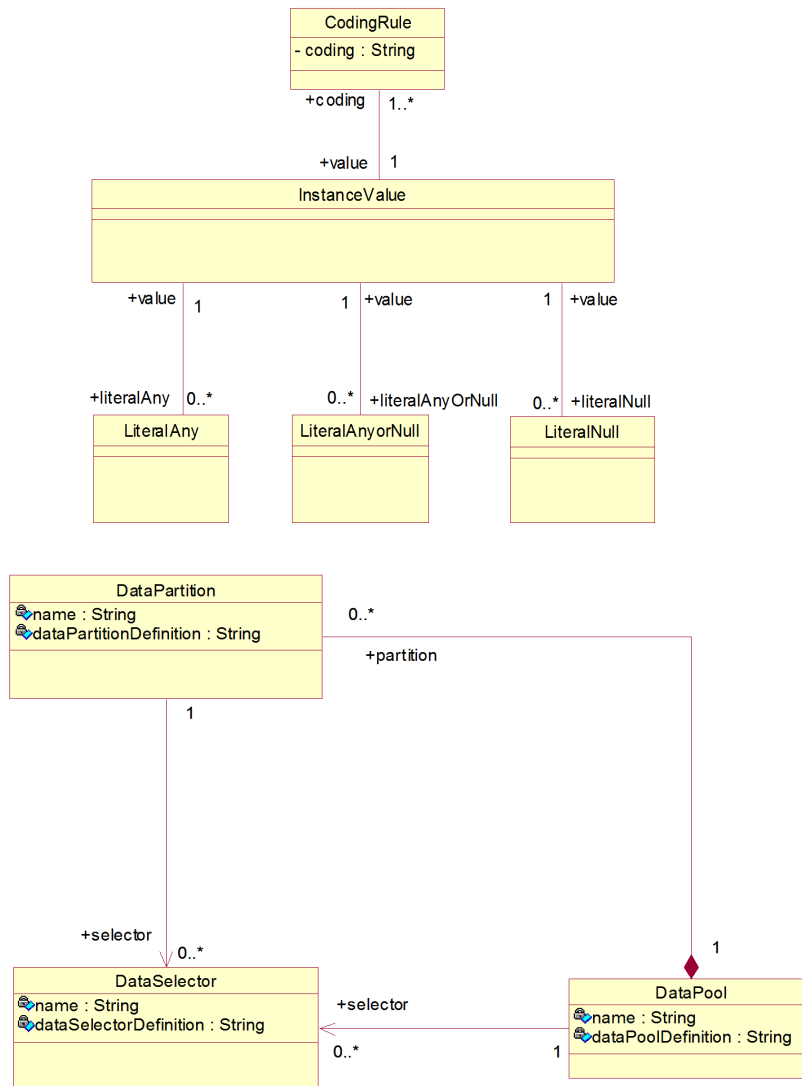 CodingRule
- coding : String
+coding 1..*
+value 1
InstanceValue
+value 1 1 +value 1 +value
+literalAny 0..* 0..* +literalAnyOrNull 0..* +literalNull
LiteralAny LiteralAnyorNull LiteralNull
DataPartition
name : String
dataPartitionDefinition : String
0..*
+partition
1
+selector
0..*
1
DataSelector
name : String
dataSelectorDefinition : String
+selector
0..* 1
DataPool
name : String
dataPoolDefinition : String